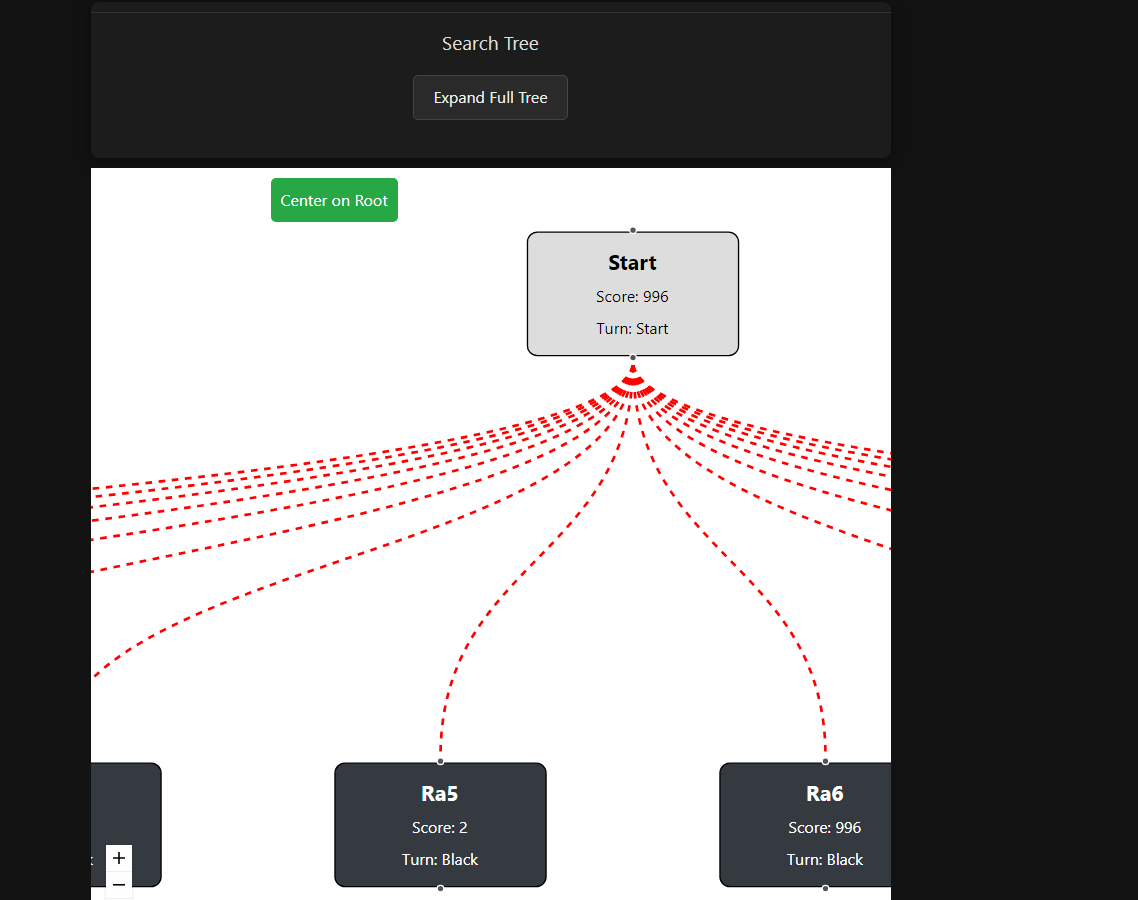 Search Tree
Expand Full Tree
Center on Root
Start
Score: 996
Turn: Start
Ra5
Score: 2
Turn: Black
Ra6
Score: 996
Turn: Black
+
−